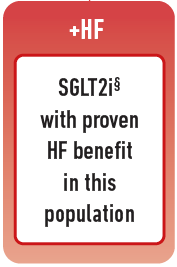 +HF
SGLT2i§
with proven
HF benefit
in this
population